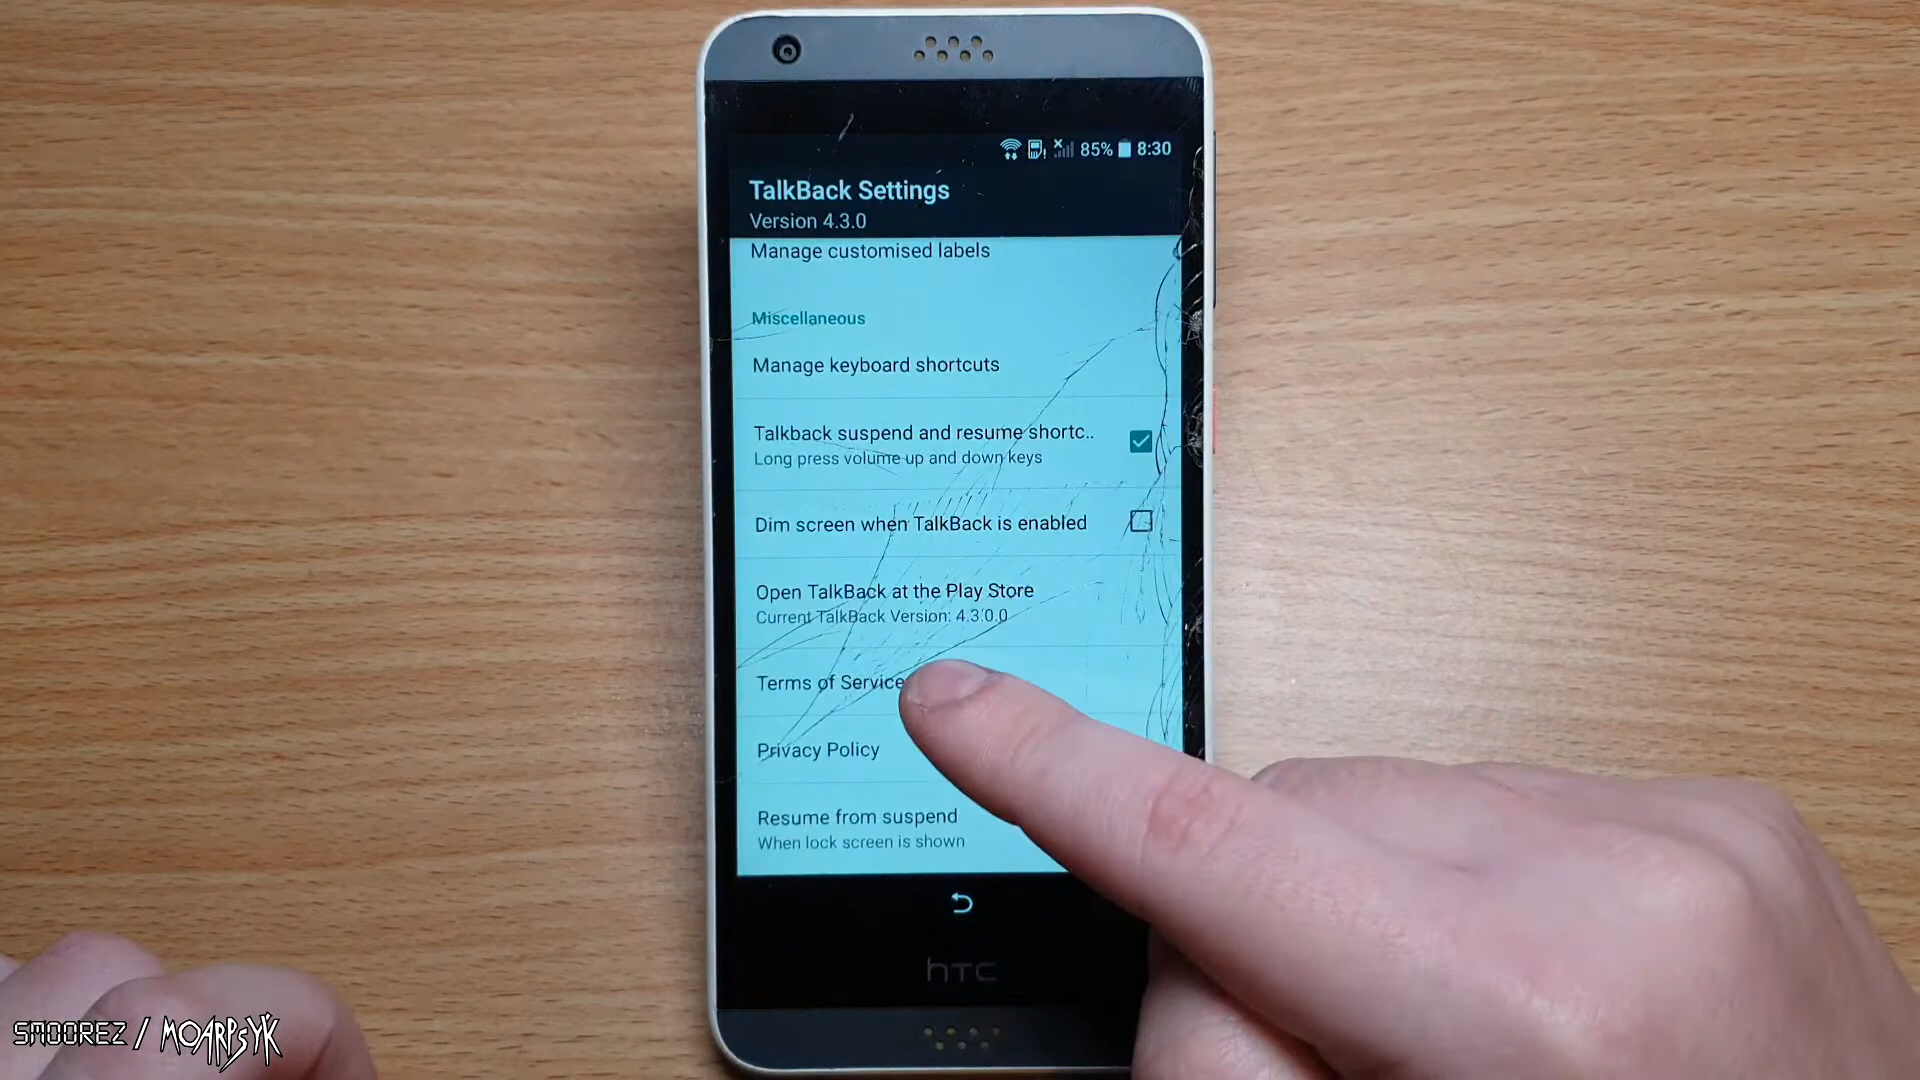 85% 8:30
TalkBack Settings
Version 4.3.0
Manage customised labels
Miscellaneous
Manage keyboard shortcuts
Talkback suspend and resume shortc..
Long press volume up and down keys
Dim screen when TalkBack is enabled
Open TalkBack at the Play Store
Current TalkBack Version: 4.3.0.0
Terms of Service
Privacy Policy
Resume from suspend
When lock screen is shown
hTC
SMOOREZ / MOARPSYK